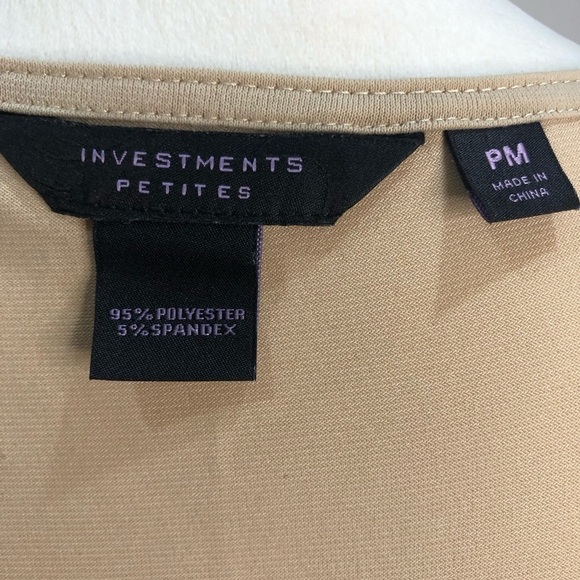 INVESTMENTS
PETITES
PM
MADE IN
CHINA
95% POLYESTER
5% SPANDEX